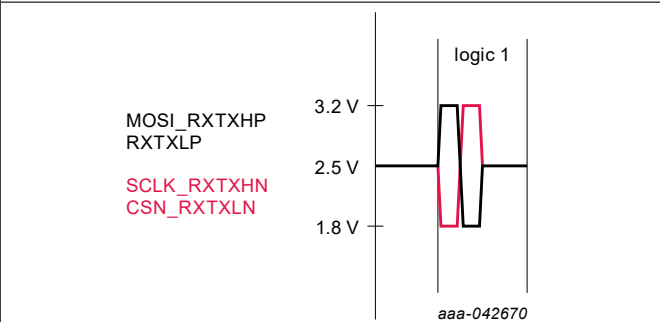 logic 1
MOSI_RXTXHP
RXTXLP
SCLK_RXTXHN
CSN_RXTXLN
3.2 V
2.5 V
1.8 V
aaa-042670